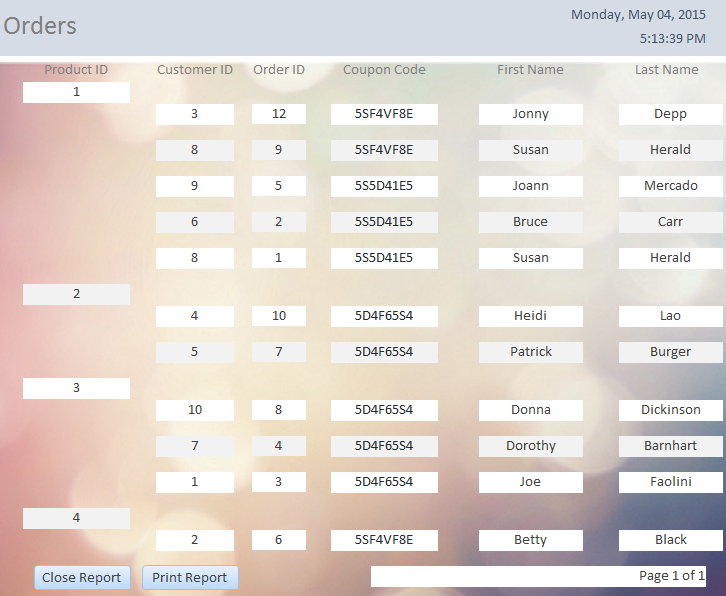 Orders
Monday, May 04, 2015
5:13:39 PM
Product ID Customer ID Order ID Coupon Code First Name Last Name
1
3 12 5SF4VF8E Jonny Depp
8 9 5SF4VF8E Susan Herald
9 5 5S5D41E5 Joann Mercado
6 2 5S5D41E5 Bruce Carr
8 1 5S5D41E5 Susan Herald
2
4 10 5D4F65S4 Heidi Lao
5 7 5D4F65S4 Patrick Burger
3
10 8 5D4F65S4 Donna Dickinson
7 4 5D4F65S4 Dorothy Barnhart
1 3 5D4F65S4 Joe Faolini
4
2 6 5SF4VF8E Betty Black
Close Report Print Report Page 1 of 1